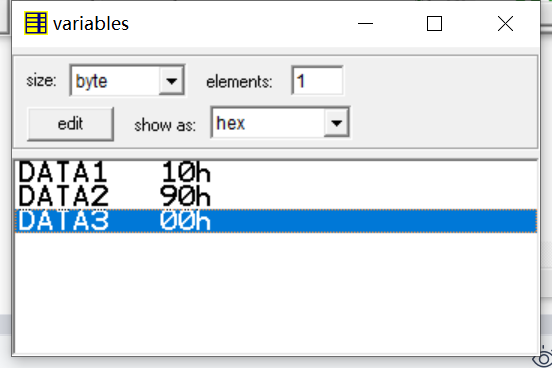 variables
size: byte elements: 1
edit show as: hex
DATA1 10h
DATA2 90h
DATA3 00h